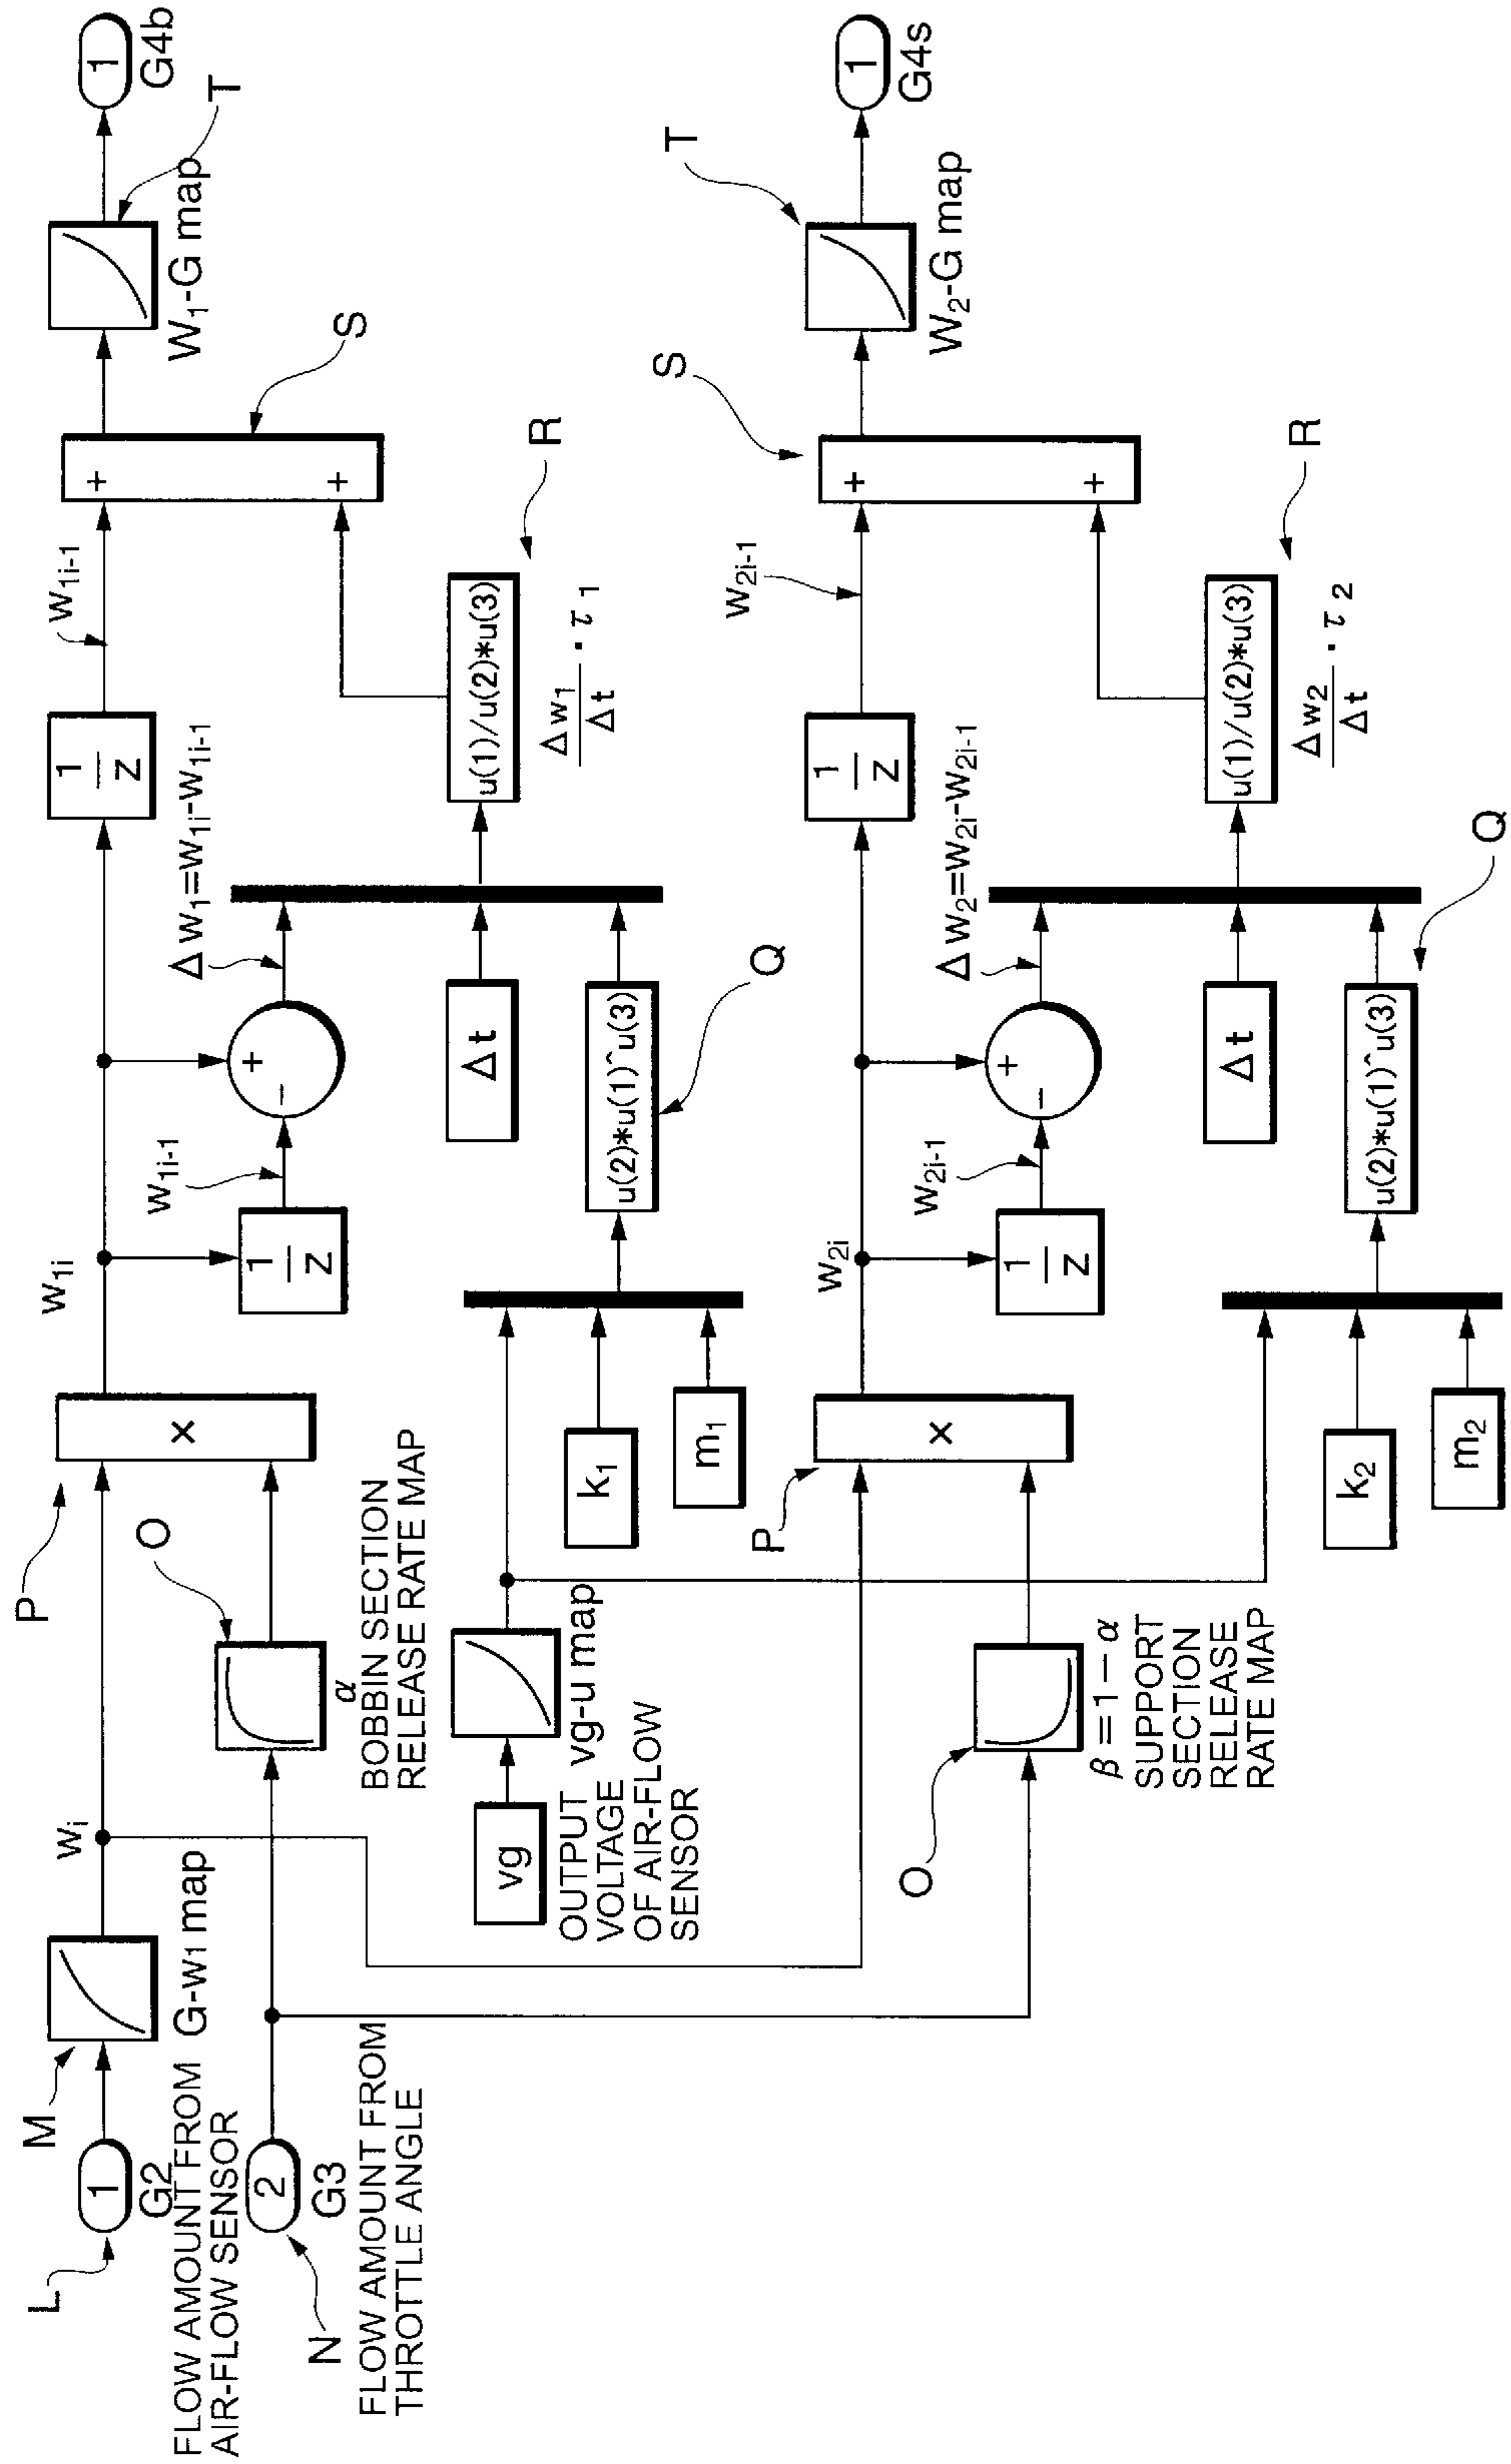 L
1
G2
FLOW AMOUNT FROM
AIR-FLOW SENSOR
M
G-w1 map
wi
P
×
w1i
1
z
w1i-1
+
−
Δw1=w1i-w1i-1
1
z
w1i-1
+
+
S
W1-G map
T
1
G4b
N
2
G3
FLOW AMOUNT FROM
THROTTLE ANGLE
O
α
BOBBIN SECTION
RELEASE RATE MAP
vg
OUTPUT
VOLTAGE
OF AIR-FLOW
SENSOR
vg-u map
k1
m1
u(2)*u(1)^u(3)
Q
Δt
u(1)/u(2)*u(3)
R
Δw1
Δt
·τ1
O
β=1-α
SUPPORT
SECTION
RELEASE
RATE MAP
P
×
w2i
1
z
w2i-1
+
−
Δw2=w2i-w2i-1
1
z
w2i-1
+
+
S
W2-G map
T
1
G4s
k2
m2
u(2)*u(1)^u(3)
Q
Δt
u(1)/u(2)*u(3)
R
Δw2
Δt
·τ2